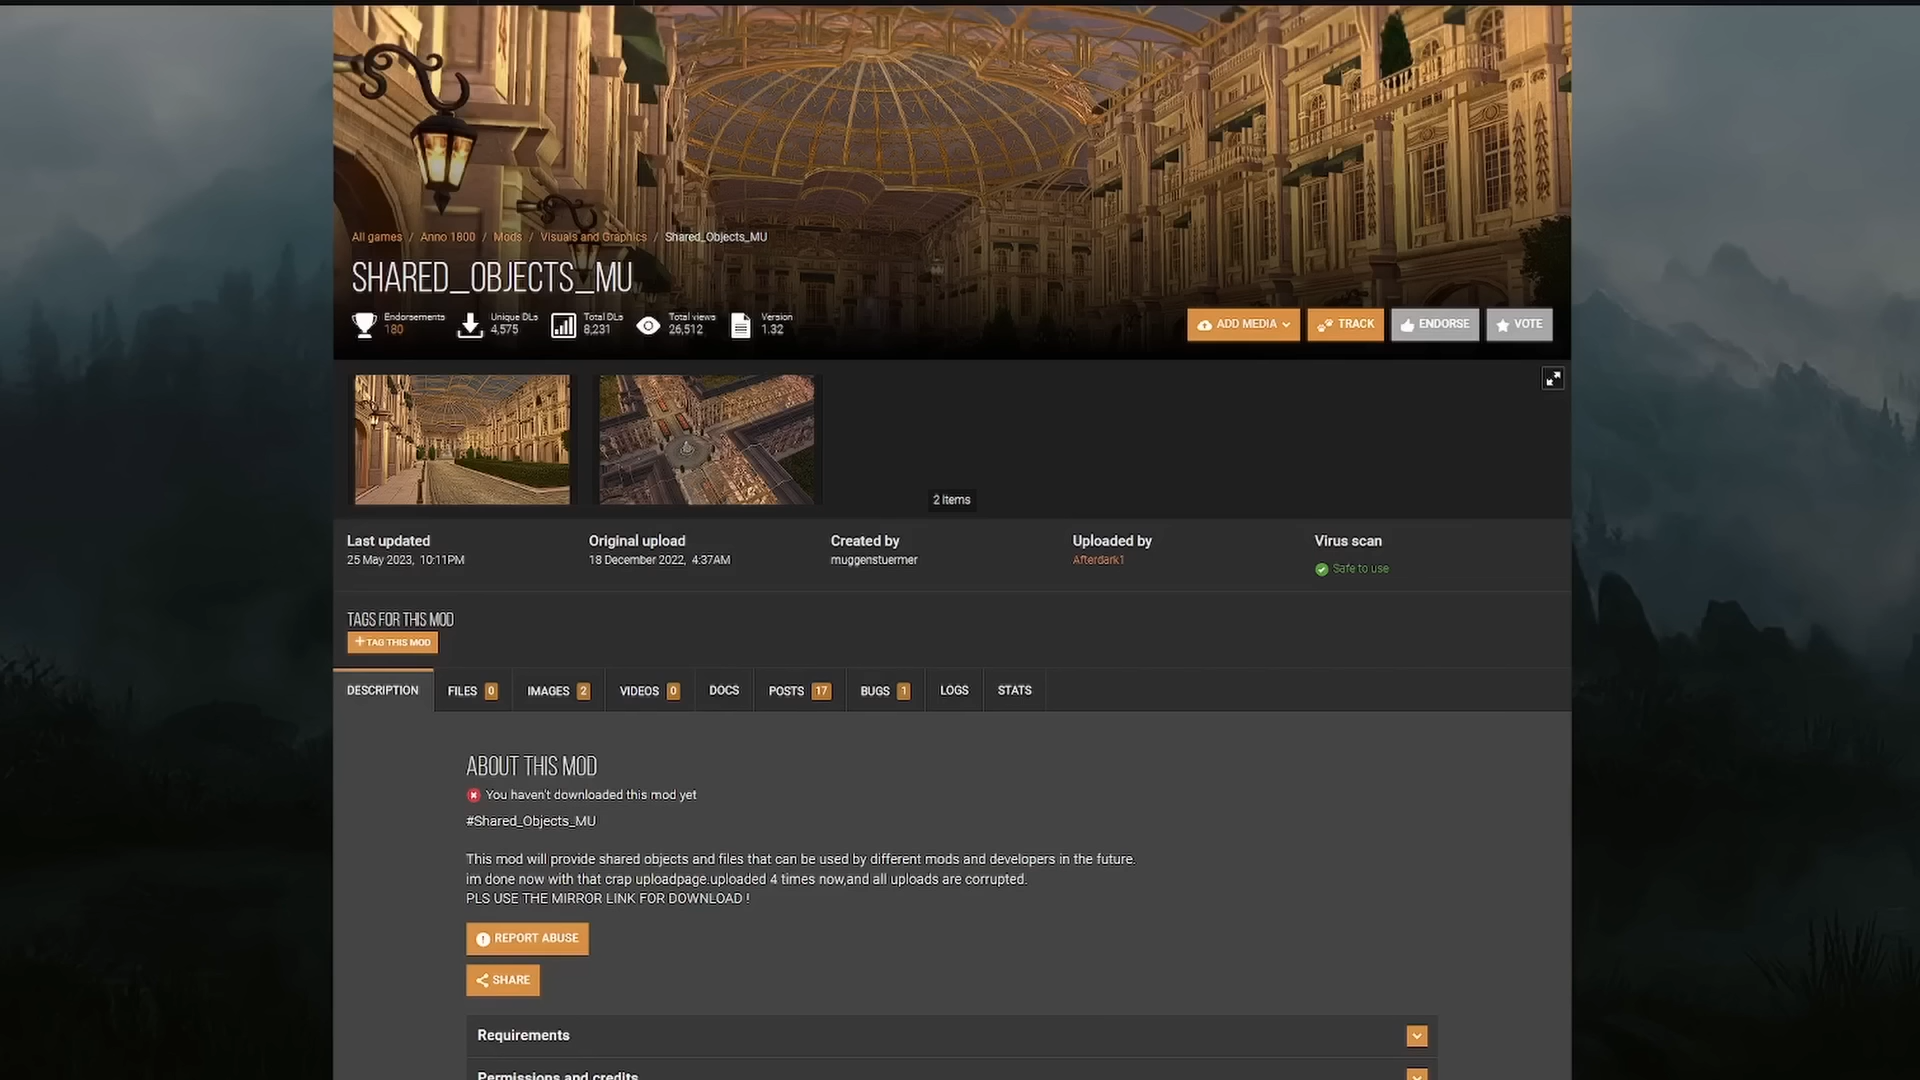 All games / Anno 1800 / Mods / Visuals and Graphics / Shared_Objects_MU
SHARED_OBJECTS_MU
Endorsements
180
Unique DLs
4,575
Total DLs
8,231
Total views
26,512
Version
1.32
ADD MEDIA
TRACK
ENDORSE
VOTE
2 items
Last updated
25 May 2023, 10:11PM
Original upload
18 December 2022, 4:37AM
Created by
muggenstuermer
Uploaded by
Afterdark1
Virus scan
Safe to use
TAGS FOR THIS MOD
+ TAG THIS MOD
DESCRIPTION
FILES 0
IMAGES 2
VIDEOS 0
DOCS
POSTS 17
BUGS 1
LOGS
STATS
ABOUT THIS MOD
You haven't downloaded this mod yet
#Shared_Objects_MU
This mod will provide shared objects and files that can be used by different mods and developers in the future.
im done now with that crap uploadpage.uploaded 4 times now,and all uploads are corrupted.
PLS USE THE MIRROR LINK FOR DOWNLOAD !
REPORT ABUSE
SHARE
Requirements
Permissions and credits